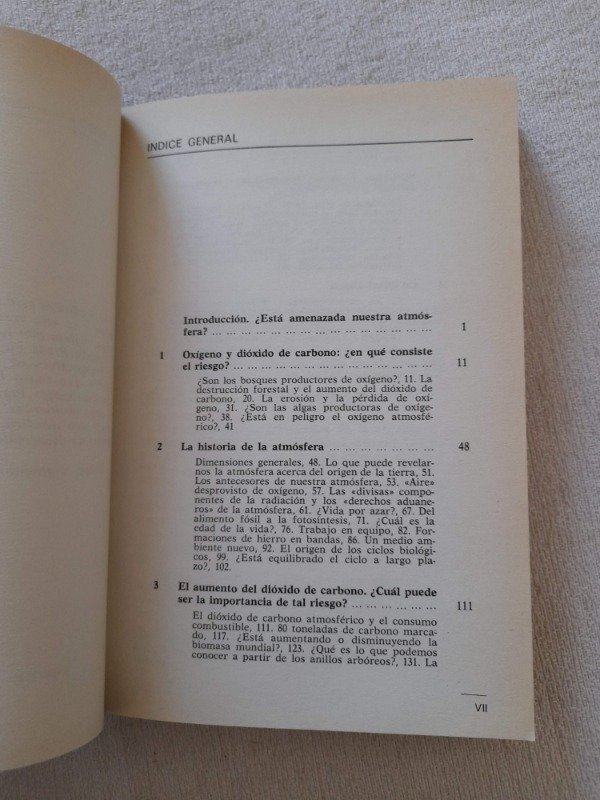 INDICE GENERAL
Introducción. ¿Está amenazada nuestra atmós-
fera? ... ... ... ... ... ... ... ... ... ... ... ... ... ... ... 1
1 Oxígeno y dióxido de carbono: ¿en qué consiste
el riesgo? ... ... ... ... ... ... ... ... ... ... ... ... ... 11
¿Son los bosques productores de oxígeno?, 11. La
destrucción forestal y el aumento del dióxido de
carbono, 20. La erosión y la pérdida de oxí-
geno, 31. ¿Son las algas productoras de oxíge-
no?, 38. ¿Está en peligro el oxígeno atmosfé-
rico?, 41
2 La historia de la atmósfera ... ... ... ... ... ... ... 48
Dimensiones generales, 48. Lo que puede revelar-
nos la atmósfera acerca del origen de la tierra, 51.
Los antecesores de nuestra atmósfera, 53. «Aire»
desprovisto de oxígeno, 57. Las «divisas» compo-
nentes de la radiación y los «derechos aduane-
ros» de la atmósfera, 61. ¿Vida por azar?, 67. Del
alimento fósil a la fotosíntesis, 71. ¿Cuál es la
edad de la vida?, 76. Trabajo en equipo, 82. For-
maciones de hierro en bandas, 86. Un medio am-
biente nuevo, 92. El origen de los ciclos biológi-
cos, 99. ¿Está equilibrado el ciclo a largo pla-
zo?, 102.
3 El aumento del dióxido de carbono. ¿Cuál puede
ser la importancia de tal riesgo? ... ... ... ... ... ... 111
El dióxido de carbono atmosférico y el consumo
combustible, 111. 80 toneladas de carbono marca-
do, 117. ¿Está aumentando o disminuyendo la
biomasa mundial?, 123. ¿Qué es lo que podemos
conocer a partir de los anillos arbóreos?, 131. La
VII